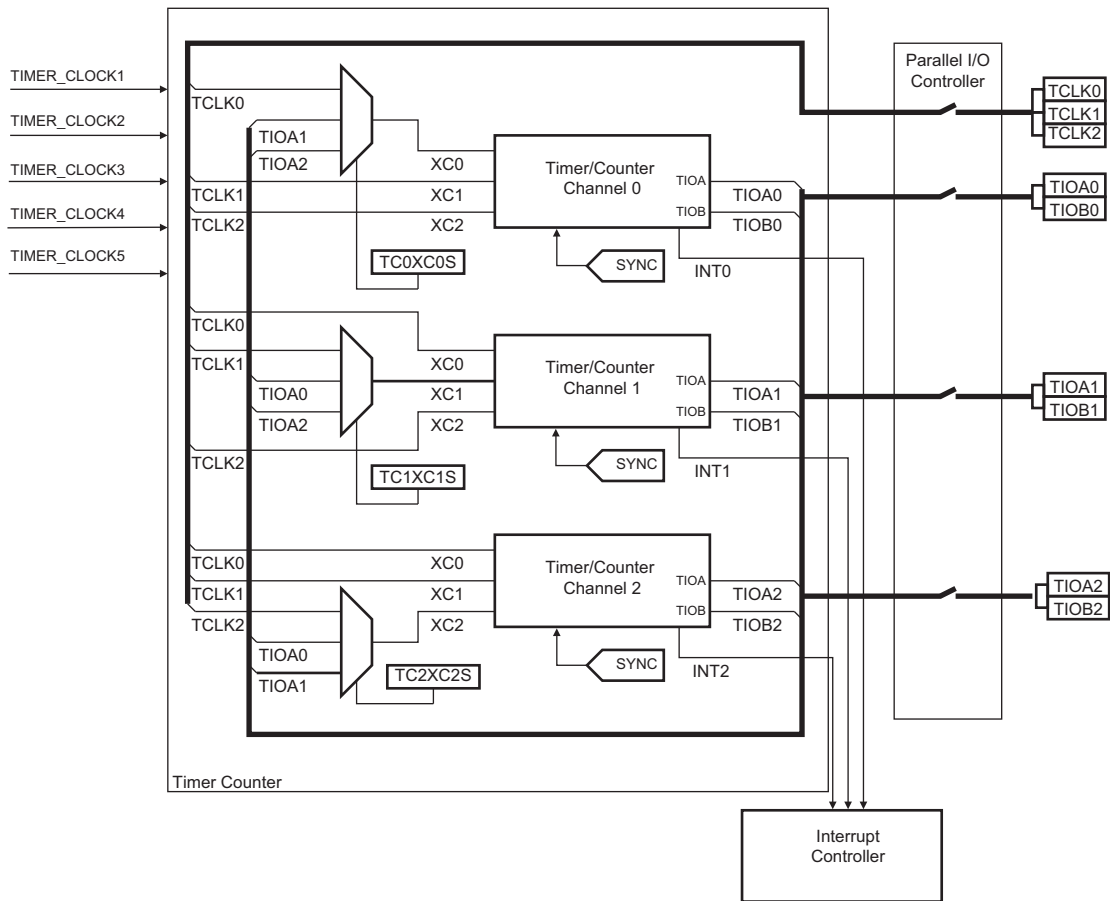 TIMER_CLOCK1
TIMER_CLOCK2
TIMER_CLOCK3
TIMER_CLOCK4
TIMER_CLOCK5
TCLK0
TIOA1
TIOA2
TCLK1
TCLK2
XC0
XC1
XC2
TC0XC0S
Timer/Counter
Channel 0
TIOA
TIOB
TIOA0
TIOB0
SYNC
INT0
TCLK0
TCLK1
TIOA0
TIOA2
TCLK2
XC0
XC1
XC2
TC1XC1S
Timer/Counter
Channel 1
TIOA
TIOB
TIOA1
TIOB1
SYNC
INT1
TCLK0
TCLK1
TCLK2
TIOA0
TIOA1
XC0
XC1
XC2
TC2XC2S
Timer/Counter
Channel 2
TIOA
TIOB
TIOA2
TIOB2
SYNC
INT2
Timer Counter
Parallel I/O
Controller
TCLK0
TCLK1
TCLK2
TIOA0
TIOB0
TIOA1
TIOB1
TIOA2
TIOB2
Interrupt
Controller